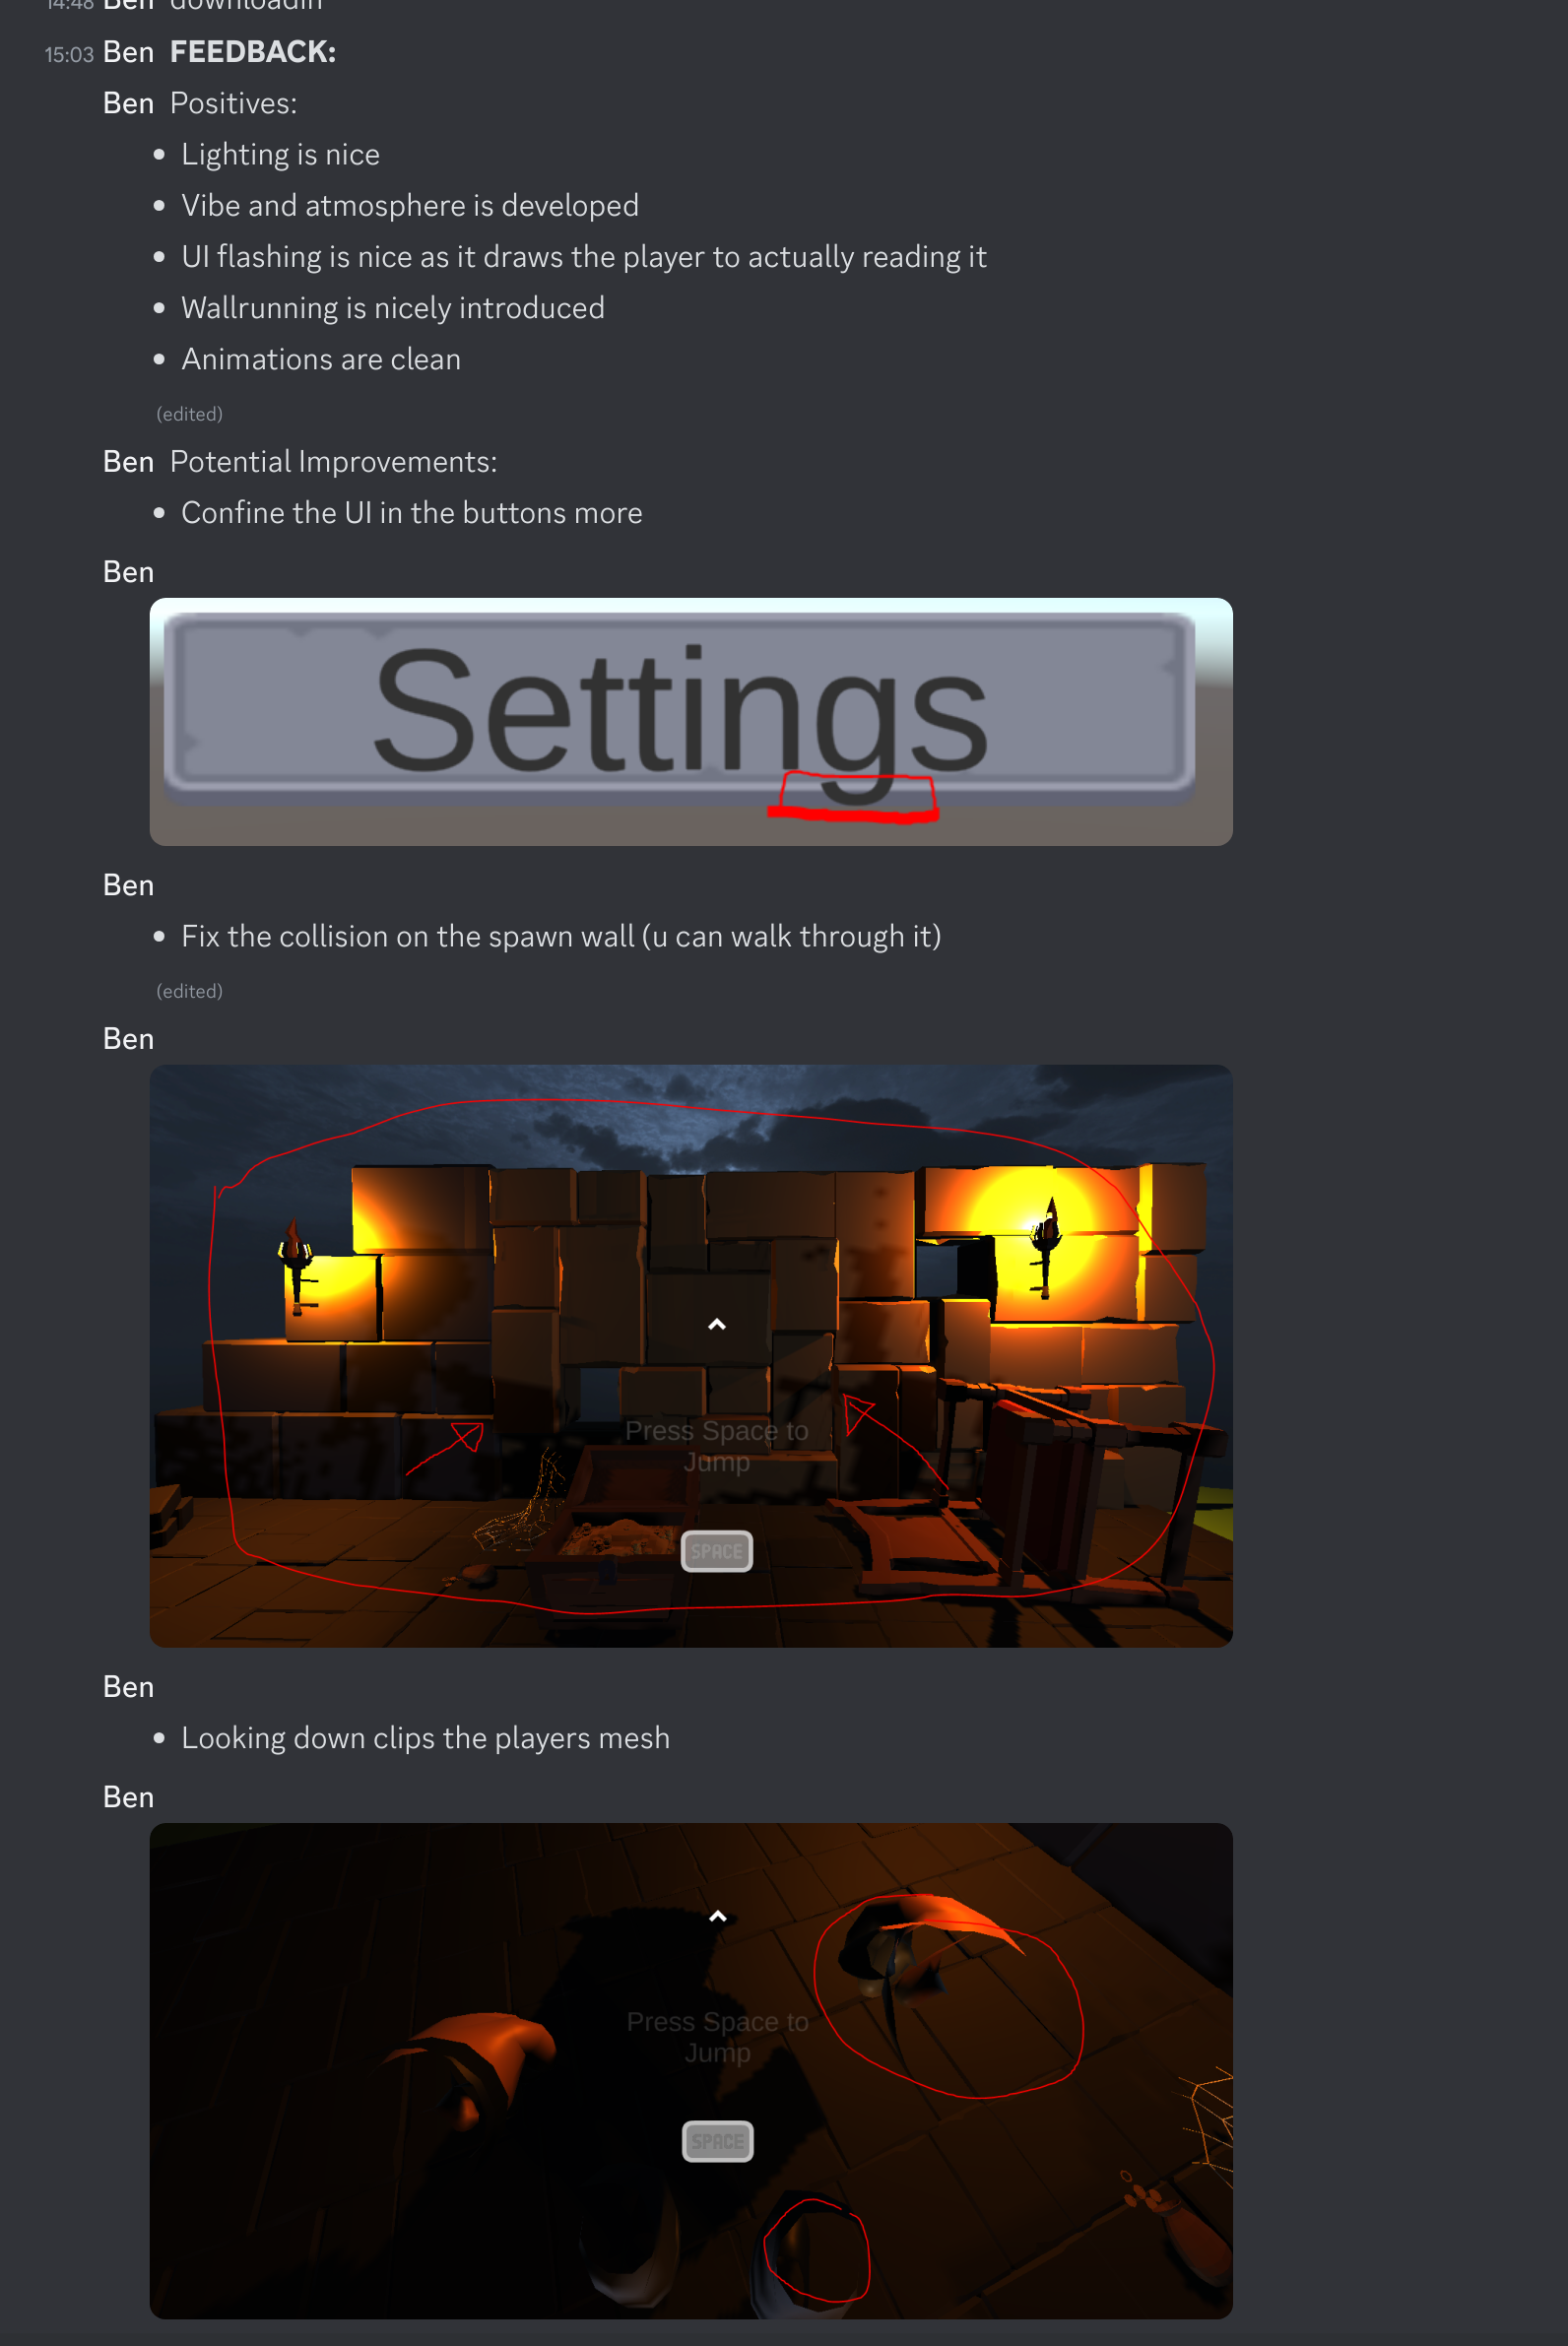 14:48 Ben downloadin
15:03 Ben FEEDBACK:
Ben Positives:
• Lighting is nice
• Vibe and atmosphere is developed
• UI flashing is nice as it draws the player to actually reading it
• Wallrunning is nicely introduced
• Animations are clean
(edited)
Ben Potential Improvements:
• Confine the UI in the buttons more
Ben
Settings
Ben
• Fix the collision on the spawn wall (u can walk through it)
(edited)
Ben
Press Space to
Jump
SPACE
Ben
• Looking down clips the players mesh
Ben
Press Space to
Jump
SPACE